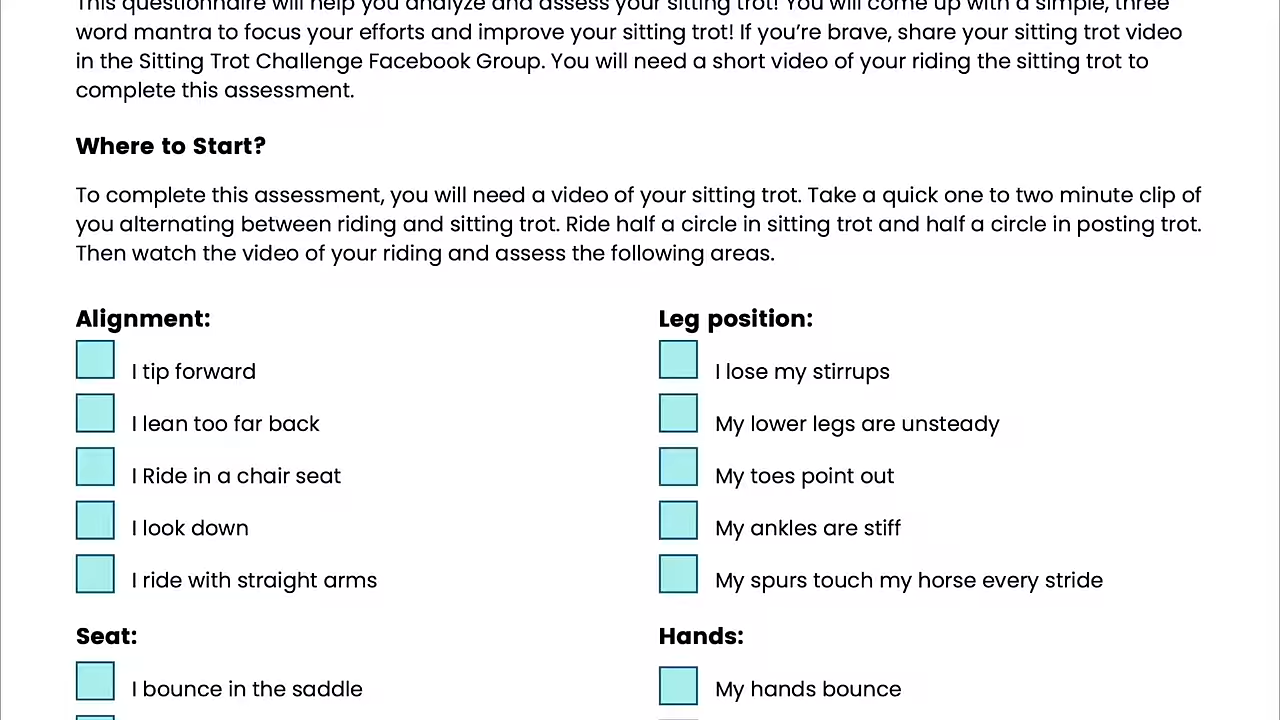 This questionnaire will help you analyze and assess your sitting trot! You will come up with a simple, three
word mantra to focus your efforts and improve your sitting trot! If you’re brave, share your sitting trot video
in the Sitting Trot Challenge Facebook Group. You will need a short video of your riding the sitting trot to
complete this assessment.
Where to Start?
To complete this assessment, you will need a video of your sitting trot. Take a quick one to two minute clip of
you alternating between riding and sitting trot. Ride half a circle in sitting trot and half a circle in posting trot.
Then watch the video of your riding and assess the following areas.
Alignment:
I tip forward
I lean too far back
I Ride in a chair seat
I look down
I ride with straight arms
Leg position:
I lose my stirrups
My lower legs are unsteady
My toes point out
My ankles are stiff
My spurs touch my horse every stride
Seat:
I bounce in the saddle
Hands:
My hands bounce